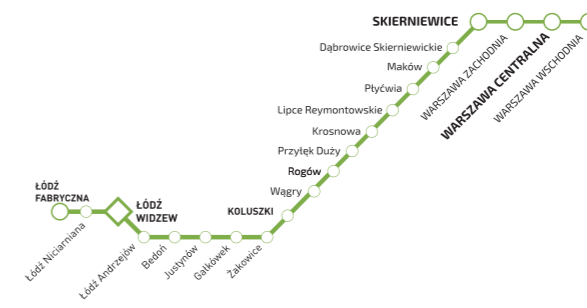 SKIERNIEWICE
Dąbrowice Skierniewickie
Maków
Płyćwia
Lipce Reymontowskie
Krosnowa
Przyłęk Duży
Rogów
Wągry
KOLUSZKI
WARSZAWA ZACHODNIA
WARSZAWA CENTRALNA
WARSZAWA WSCHODNIA
ŁÓDŹ
FABRYCZNA
ŁÓDŹ
WIDZEW
Łódź Niciarniana
Łódź Andrzejów
Bedoń
Justynów
Gałkówek
Żakowice